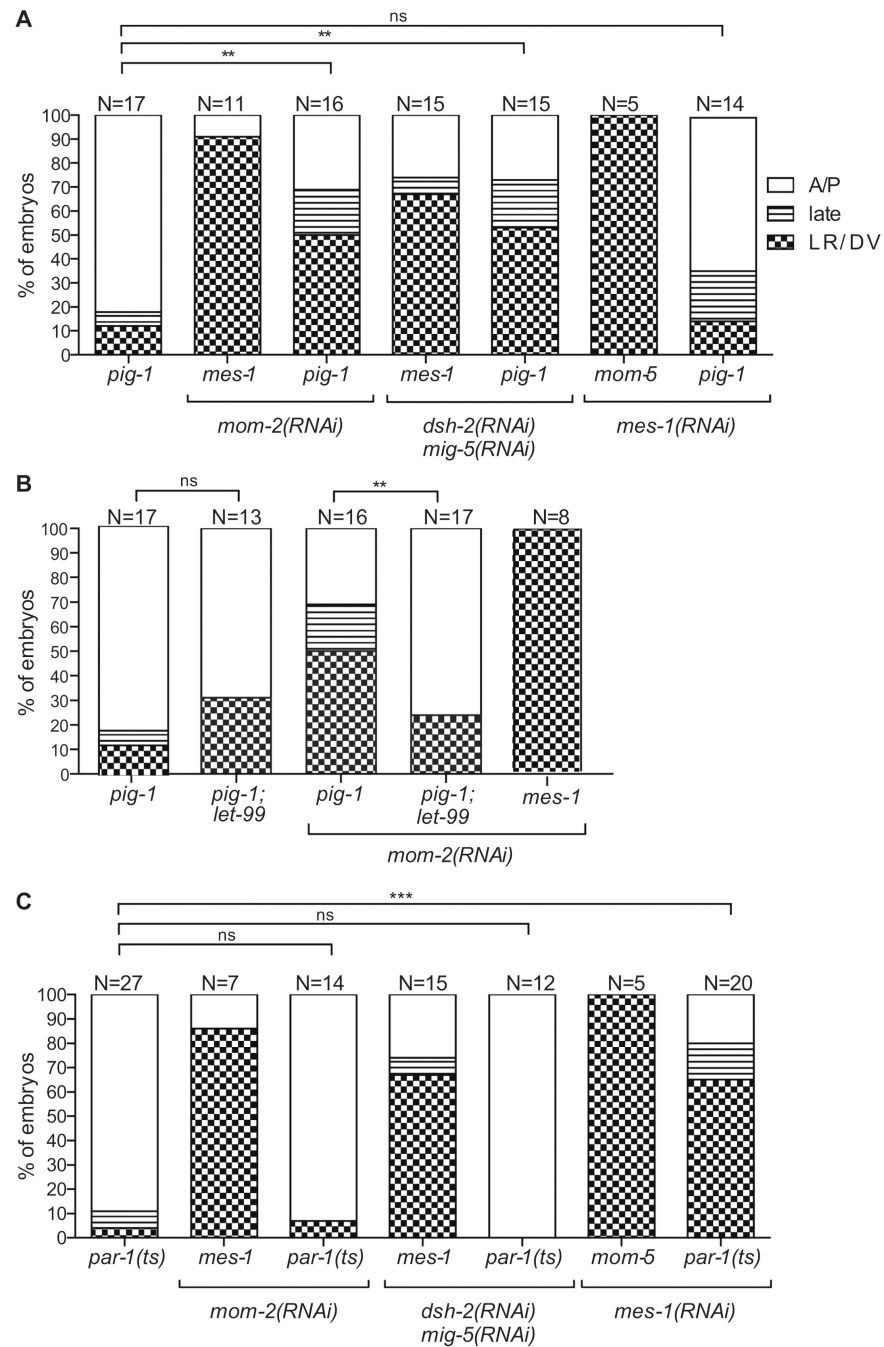 A
ns
**
**
N=17 N=11 N=16 N=15 N=15 N=5 N=14
100
90
80
70
60
50
40
30
20
10
0
% of embryos
A/P
late
LR/DV
pig-1 mes-1 pig-1 mes-1 pig-1 mom-5 pig-1
mom-2(RNAi) dsh-2(RNAi) mes-1(RNAi)
mig-5(RNAi)
B
ns **
N=17 N=13 N=16 N=17 N=8
100
90
80
70
60
50
40
30
20
10
0
% of embryos
pig-1 pig-1; pig-1 pig-1; mes-1
let-99 let-99
mom-2(RNAi)
C
***
ns
ns
N=27 N=7 N=14 N=15 N=12 N=5 N=20
100
90
80
70
60
50
40
30
20
10
0
% of embryos
par-1(ts) mes-1 par-1(ts) mes-1 par-1(ts) mom-5 par-1(ts)
mom-2(RNAi) dsh-2(RNAi) mes-1(RNAi)
mig-5(RNAi)